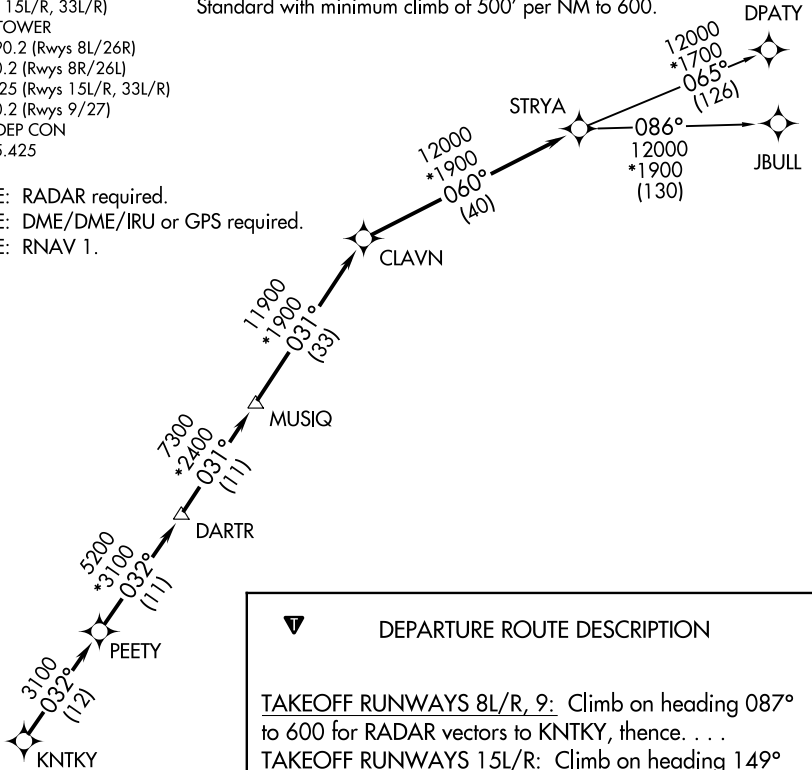 15L/R, 33L/R)
TOWER
0.2 (Rwys 8L/26R)
0.2 (Rwys 8R/26L)
25 (Rwys 15L/R, 33L/R)
0.2 (Rwys 9/27)
DEP CON
.425
Standard with minimum climb of 500' per NM to 600.
E: RADAR required.
E: DME/DME/IRU or GPS required.
E: RNAV 1.
DPATY
12000
*1700
065°
(126)
STRYA
086°
12000
*1900
(130)
JBULL
12000
*1900
060°
(40)
CLAVN
11900
*1900
031°
(33)
MUSIQ
7300
*2400
031°
(11)
DARTR
5200
*3100
032°
(11)
PEETY
3100
032°
(12)
KNTKY
T
DEPARTURE ROUTE DESCRIPTION
TAKEOFF RUNWAYS 8L/R, 9: Climb on heading 087°
to 600 for RADAR vectors to KNTKY, thence. . . .
TAKEOFF RUNWAYS 15L/R: Climb on heading 149°